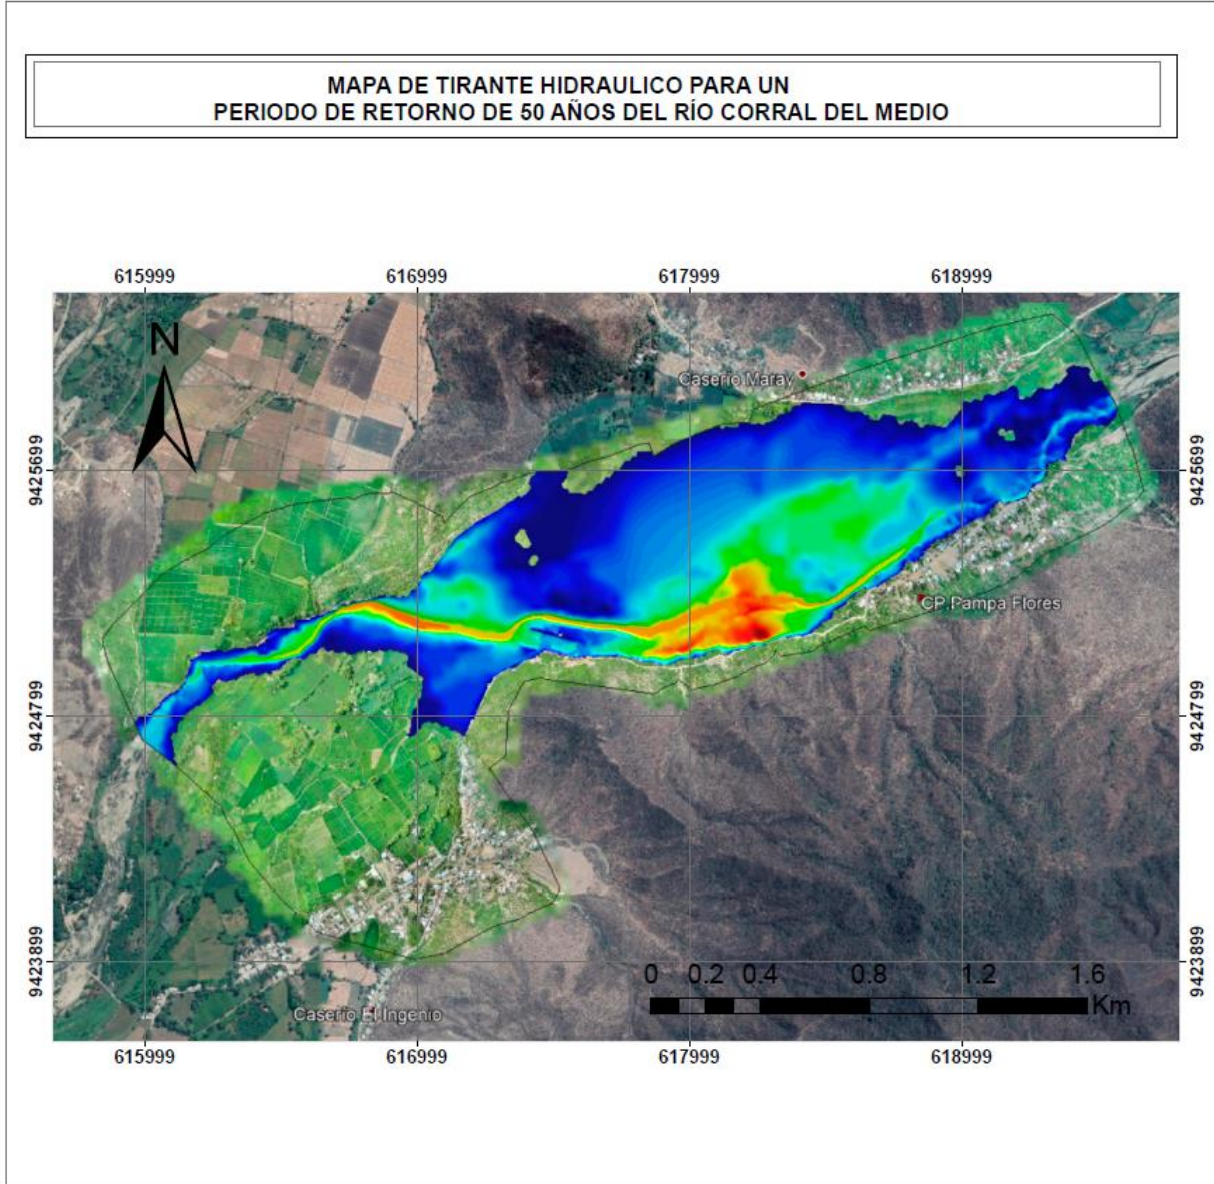 MAPA DE TIRANTE HIDRAULICO PARA UN
PERIODO DE RETORNO DE 50 AÑOS DEL RÍO CORRAL DEL MEDIO
615999 616999 617999 618999
N
Caserio Maray
9425699 9425699
CP.Pampa Flores
9424799 9424799
9423899 9423899
0 0.2 0.4 0.8 1.2 1.6
Km
Caserio El Ingenio
615999 616999 617999 618999